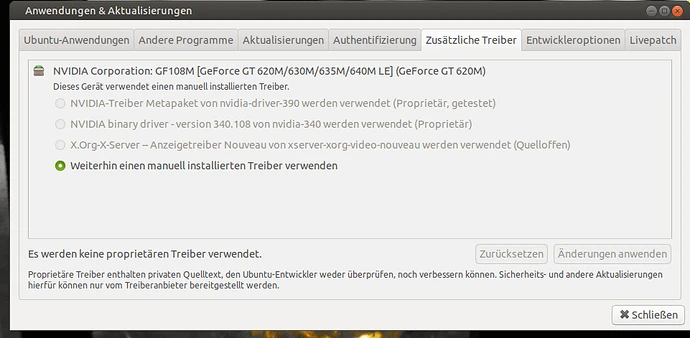 Anwendungen & Aktualisierungen
Ubuntu-Anwendungen Andere Programme Aktualisierungen Authentifizierung Zusätzliche Treiber Entwickleroptionen Livepatch
NVIDIA Corporation: GF108M [GeForce GT 620M/630M/635M/640M LE] (GeForce GT 620M)
Dieses Gerät verwendet einen manuell installierten Treiber.
NVIDIA-Treiber Metapaket von nvidia-driver-390 werden verwendet (Proprietär, getestet)
NVIDIA binary driver - version 340.108 von nvidia-340 werden verwendet (Proprietär)
X.Org-X-Server – Anzeigetreiber Nouveau von xserver-xorg-video-nouveau werden verwendet (Quelloffen)
Weiterhin einen manuell installierten Treiber verwenden
Es werden keine proprietären Treiber verwendet.
Zurücksetzen
Änderungen anwenden
Proprietäre Treiber enthalten privaten Quelltext, den Ubuntu-Entwickler weder überprüfen, noch verbessern können. Sicherheits- und andere Aktualisierungen
hierfür können nur vom Treiberanbieter bereitgestellt werden.
Schließen